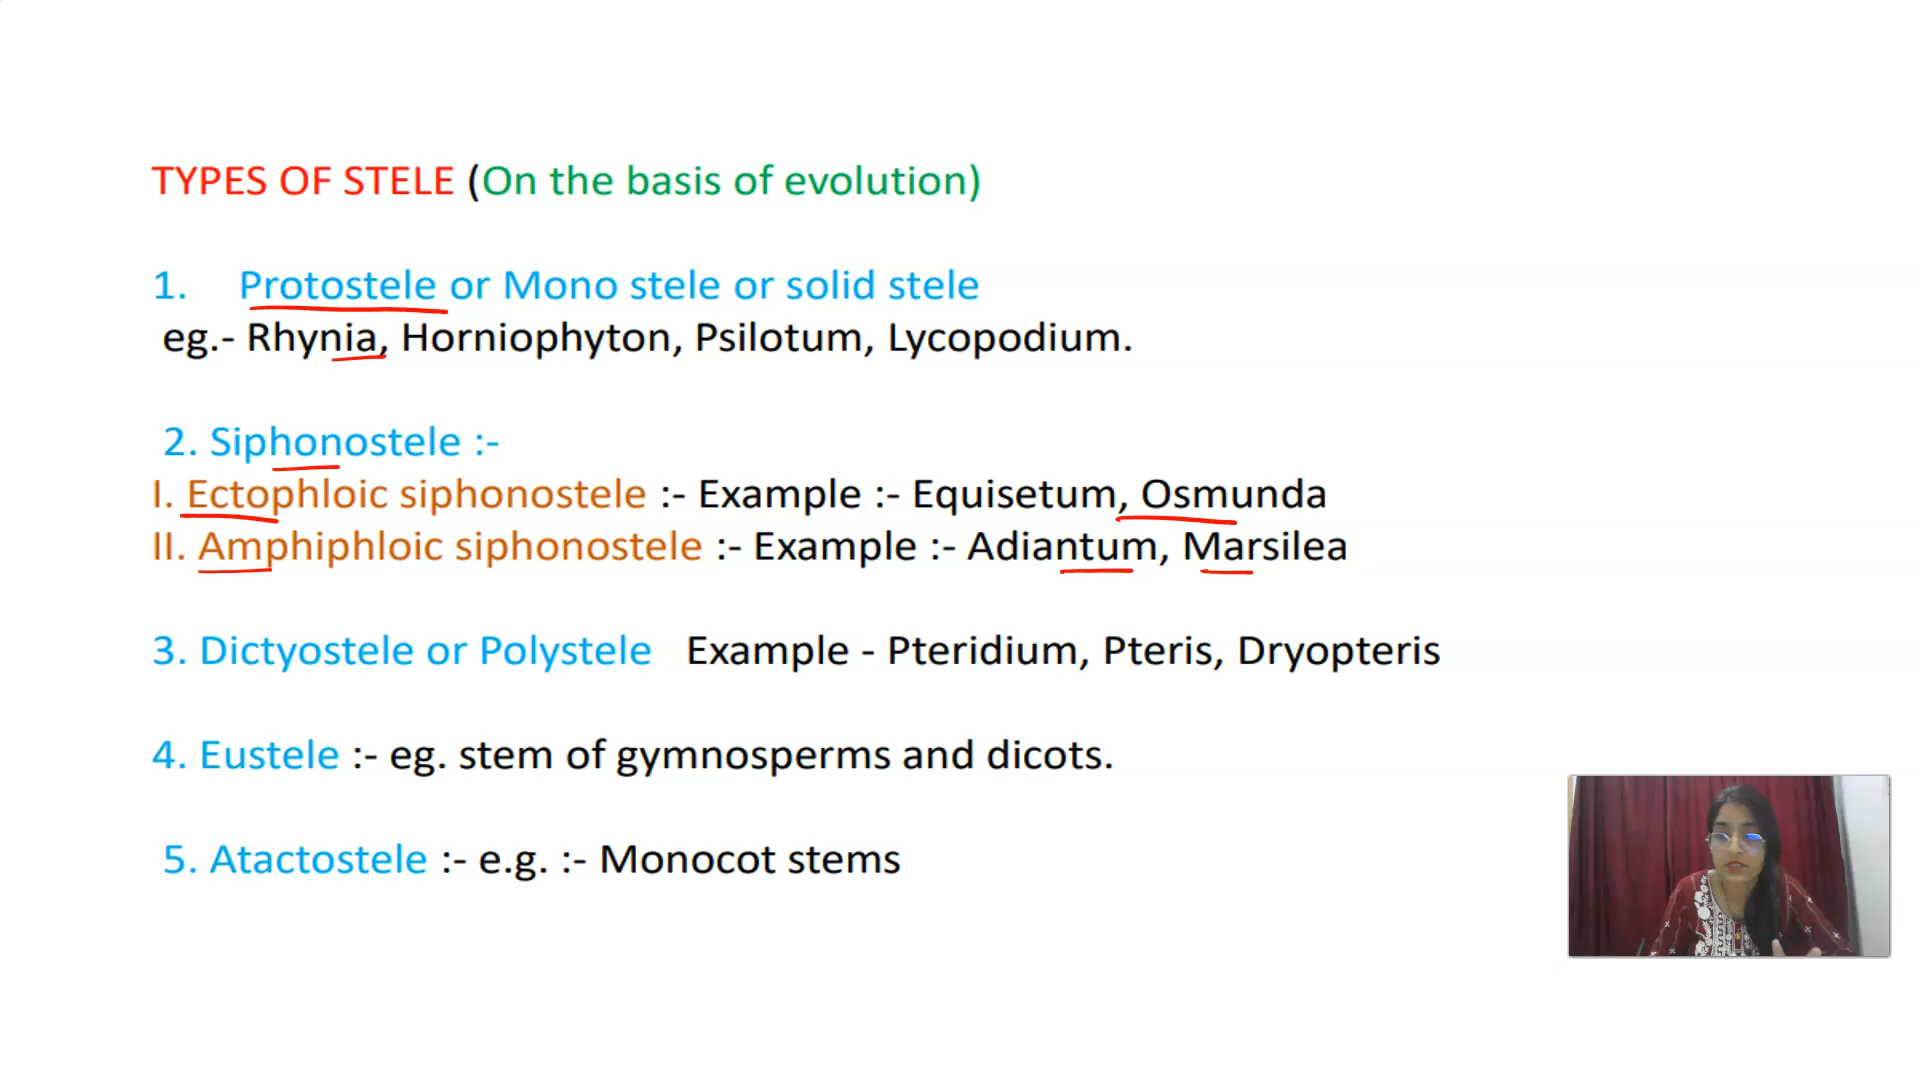 TYPES OF STELE (On the basis of evolution)
1. Protostele or Mono stele or solid stele
eg.- Rhynia, Horniophyton, Psilotum, Lycopodium.
2. Siphonostele :-
I. Ectophloic siphonostele :- Example :- Equisetum, Osmunda
II. Amphiphloic siphonostele :- Example :- Adiantum, Marsilea
3. Dictyostele or Polystele Example - Pteridium, Pteris, Dryopteris
4. Eustele :- eg. stem of gymnosperms and dicots.
5. Atactostele :- e.g. :- Monocot stems